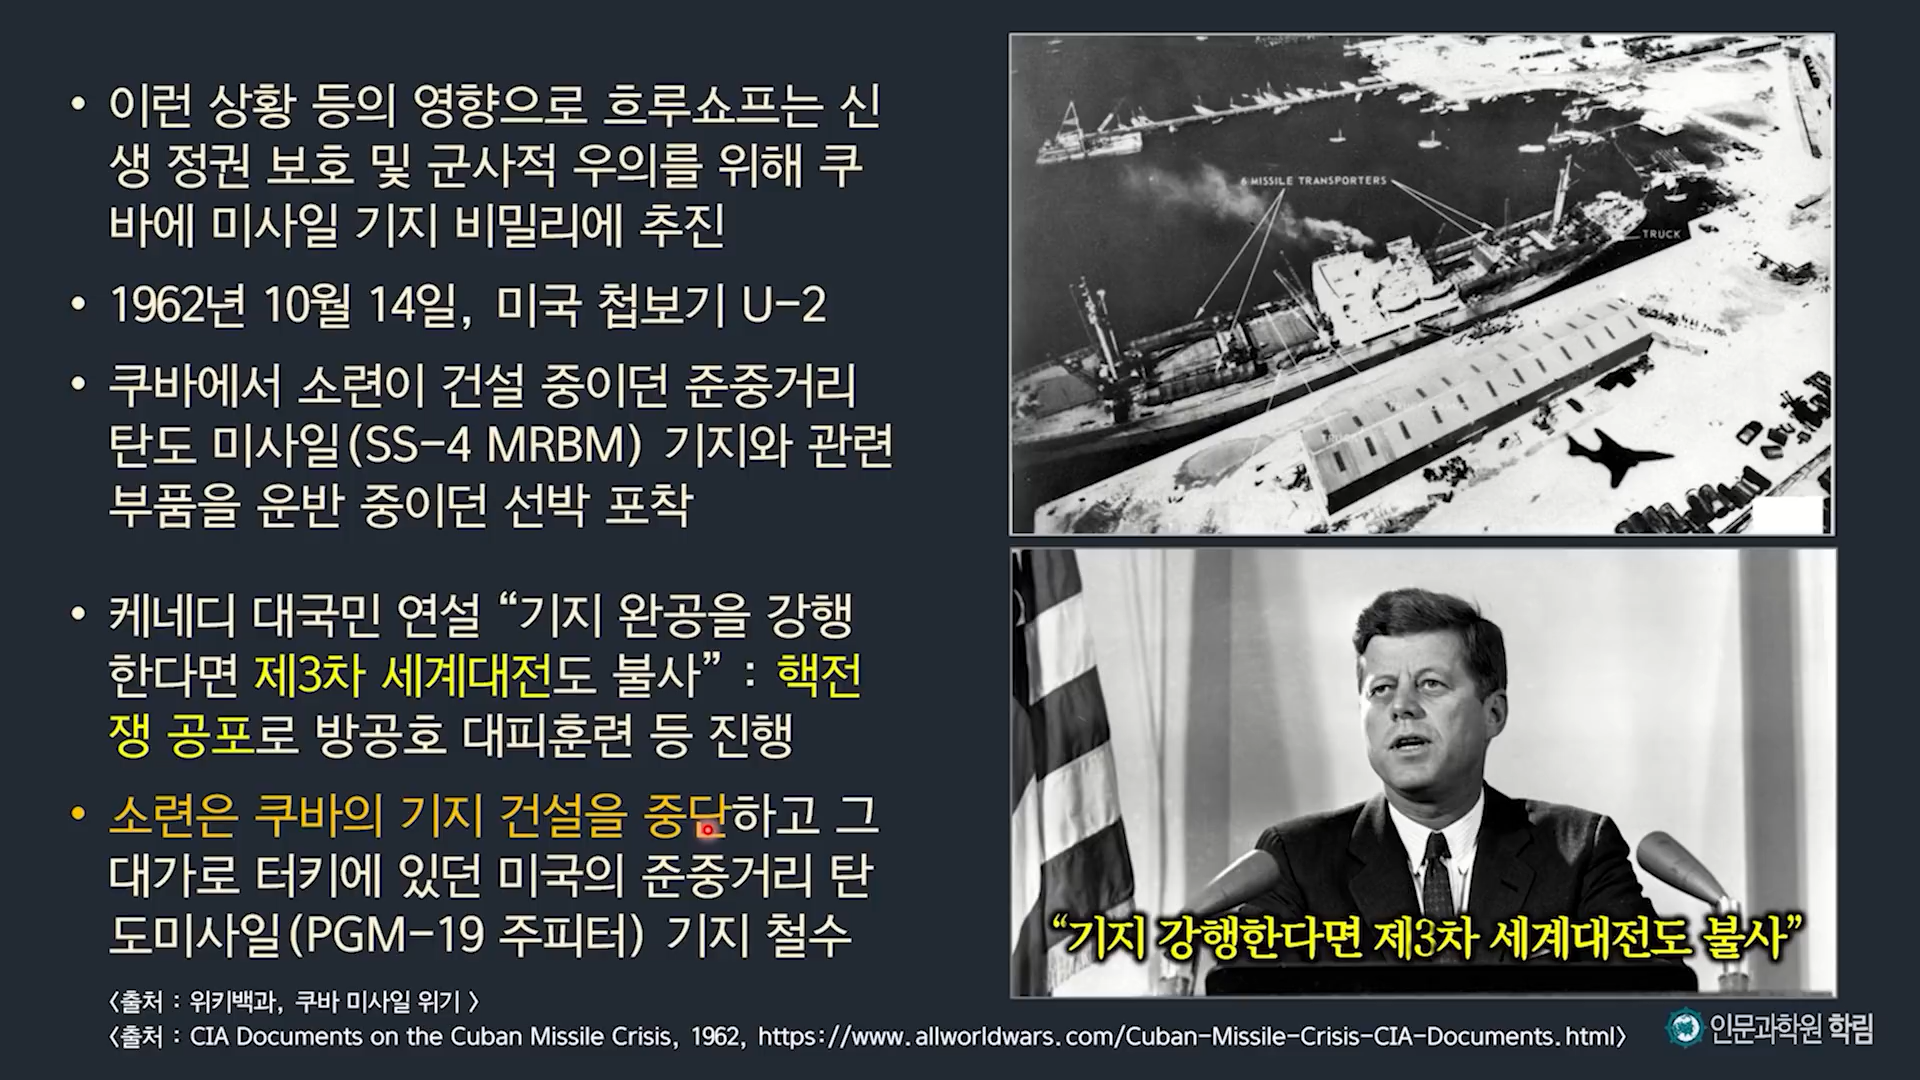 • 이런 상황 등의 영향으로 흐루쇼프는 신
생 정권 보호 및 군사적 우의를 위해 쿠
바에 미사일 기지 비밀리에 추진
• 1962년 10월 14일, 미국 첩보기 U-2
• 쿠바에서 소련이 건설 중이던 준중거리
탄도 미사일(SS-4 MRBM) 기지와 관련
부품을 운반 중이던 선박 포착
• 케네디 대국민 연설 “기지 완공을 강행
한다면 제3차 세계대전도 불사” : 핵전
쟁 공포로 방공호 대피훈련 등 진행
• 소련은 쿠바의 기지 건설을 중단하고 그
대가로 터키에 있던 미국의 준중거리 탄
도미사일(PGM-19 주피터) 기지 철수
<출처 : 위키백과, 쿠바 미사일 위기 >
<출처 : CIA Documents on the Cuban Missile Crisis, 1962, https://www.allworldwars.com/Cuban-Missile-Crisis-CIA-Documents.html>
6 MISSILE TRANSPORTERS
TRUCK
“기지 강행한다면 제3차 세계대전도 불사”
인문과학원 학림